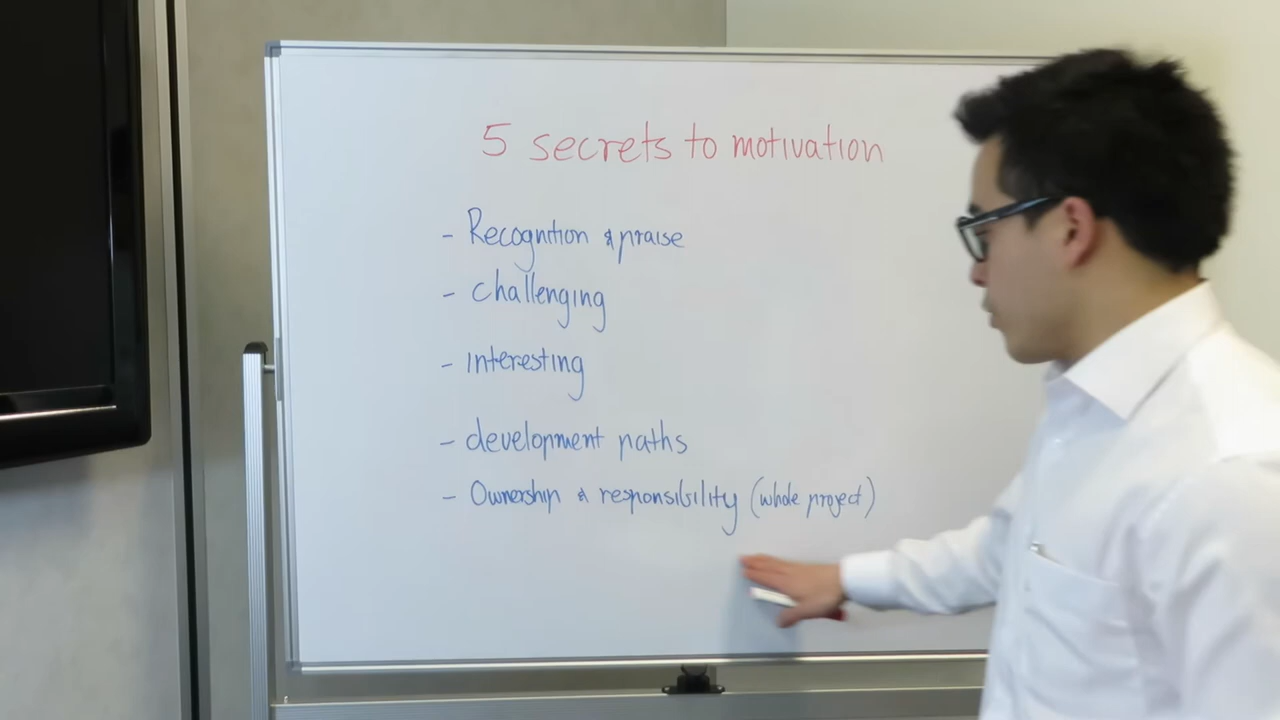 5 secrets to motivation
- Recognition & praise
- challenging
- interesting
- development paths
- Ownership & responsibility (whole project)